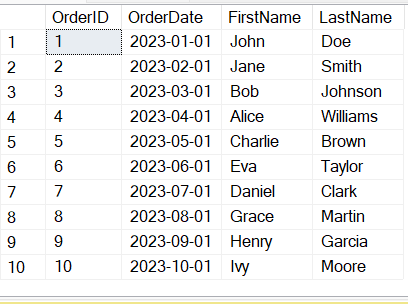 OrderID OrderDate FirstName LastName
1 1 2023-01-01 John Doe
2 2 2023-02-01 Jane Smith
3 3 2023-03-01 Bob Johnson
4 4 2023-04-01 Alice Williams
5 5 2023-05-01 Charlie Brown
6 6 2023-06-01 Eva Taylor
7 7 2023-07-01 Daniel Clark
8 8 2023-08-01 Grace Martin
9 9 2023-09-01 Henry Garcia
10 10 2023-10-01 Ivy Moore